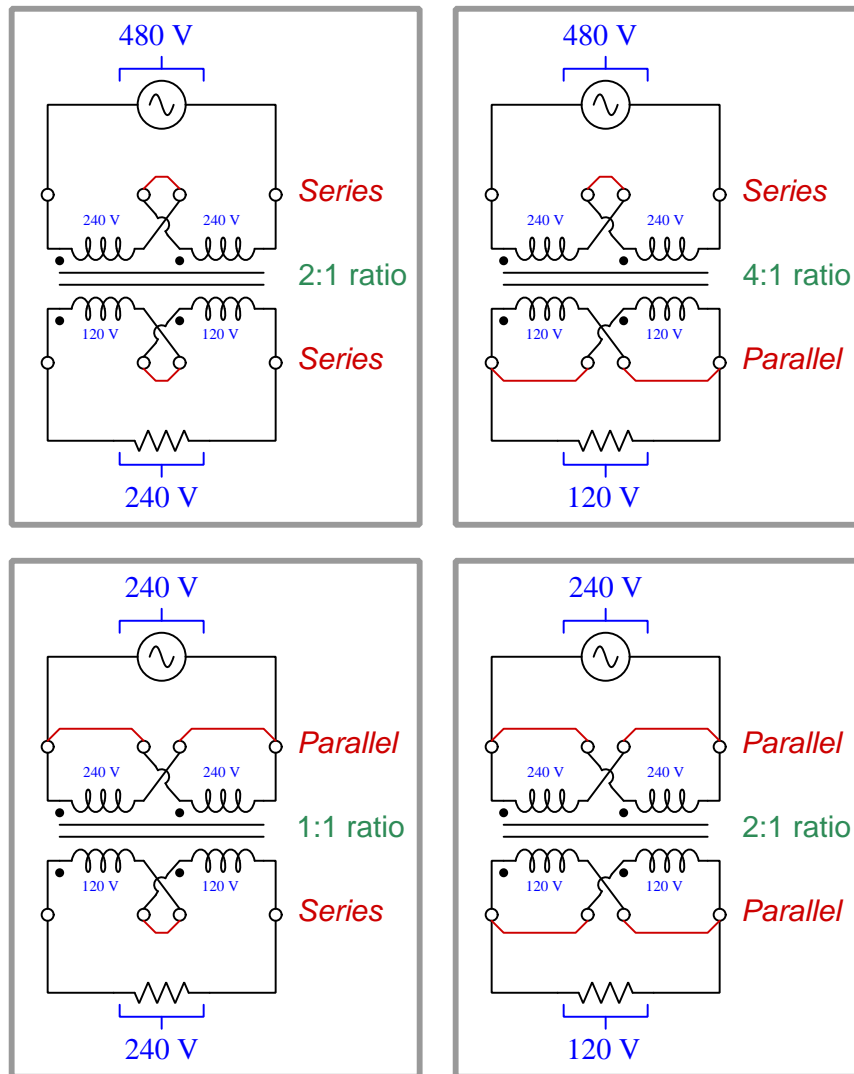 480 V
Series
240 V 240 V
2:1 ratio
120 V 120 V
Series
240 V
480 V
Series
240 V 240 V
4:1 ratio
120 V 120 V
Parallel
120 V
240 V
Parallel
240 V 240 V
1:1 ratio
120 V 120 V
Series
240 V
240 V
Parallel
240 V 240 V
2:1 ratio
120 V 120 V
Parallel
120 V